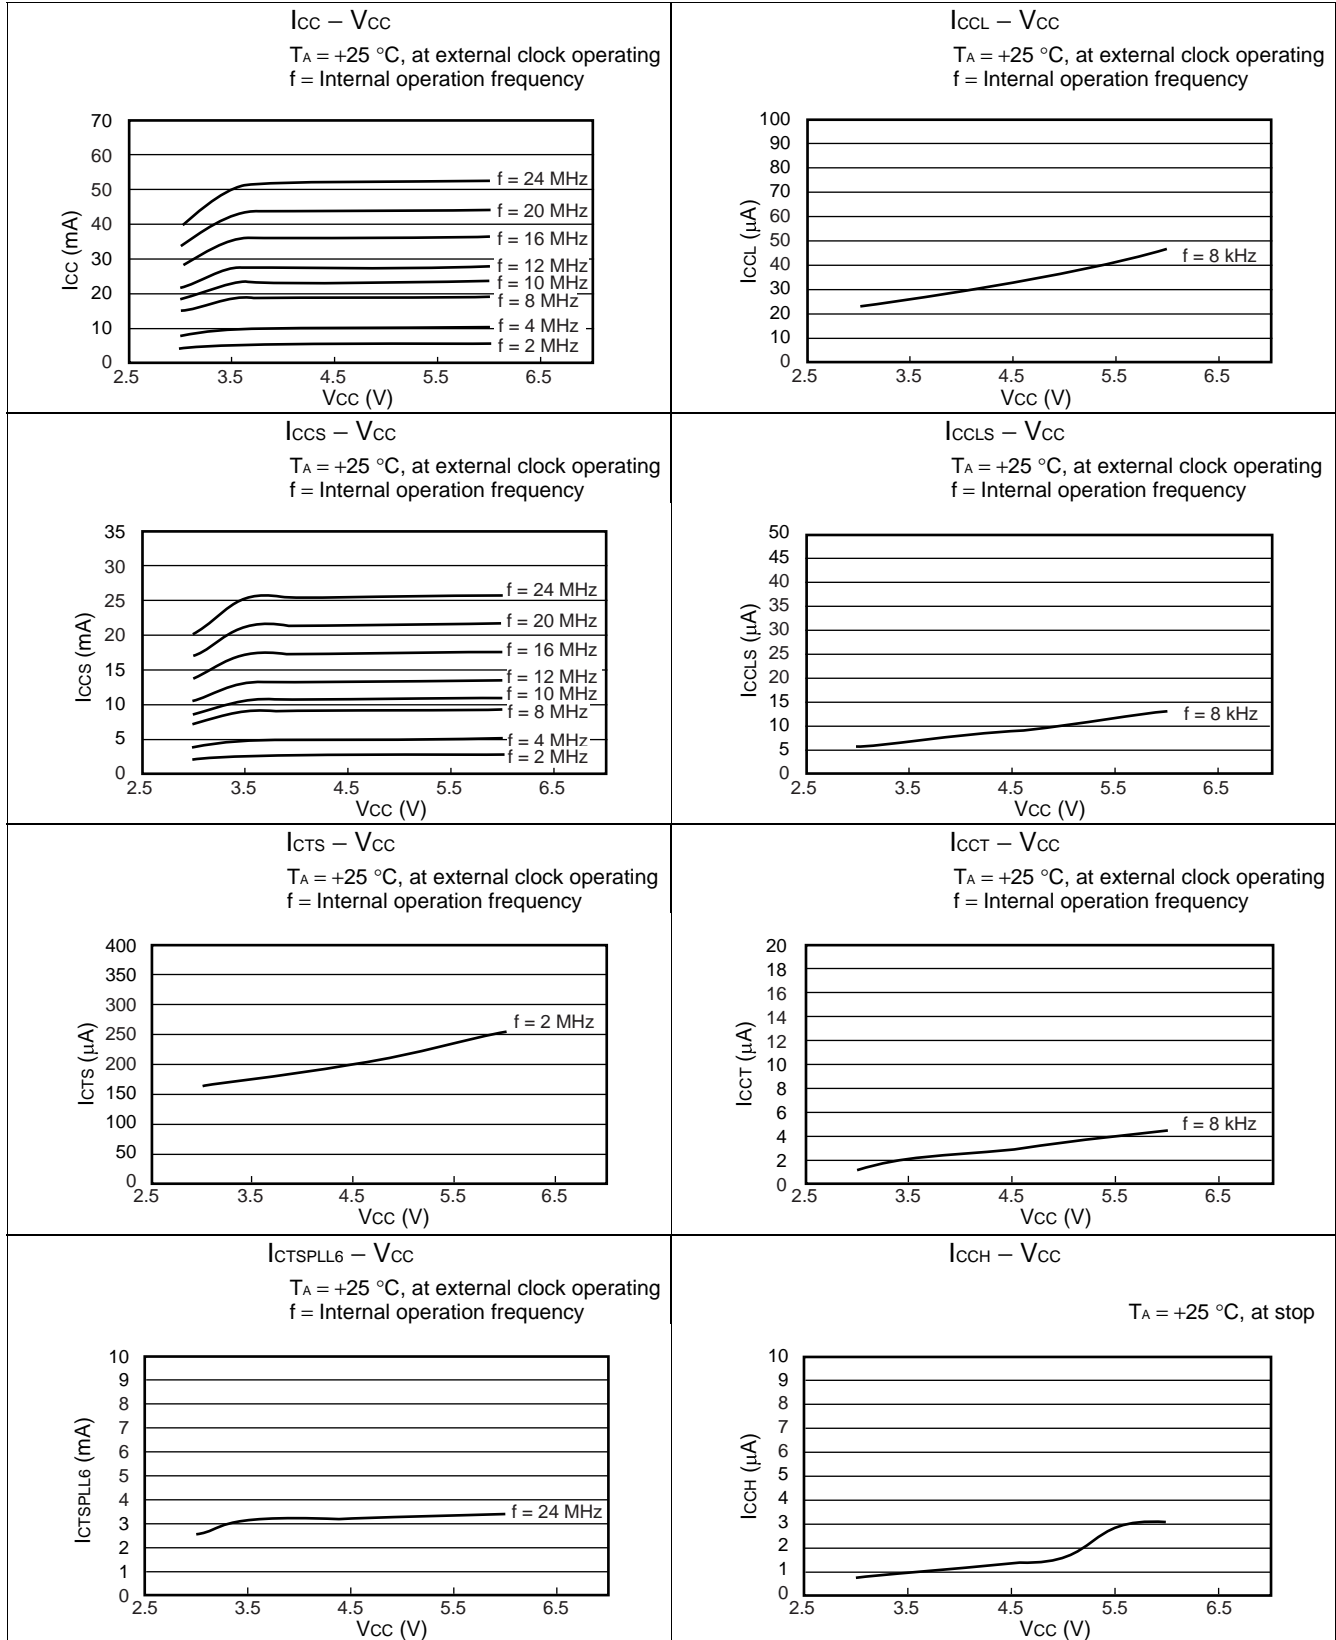 ICC – VCC
TA = +25 °C, at external clock operating
f = Internal operation frequency
70
60
50
40
30
20
10
0
ICC (mA)
f = 24 MHz
f = 20 MHz
f = 16 MHz
f = 12 MHz
f = 10 MHz
f = 8 MHz
f = 4 MHz
f = 2 MHz
2.5 3.5 4.5 5.5 6.5
VCC (V)
ICCL – VCC
TA = +25 °C, at external clock operating
f = Internal operation frequency
100
90
80
70
60
50
40
30
20
10
0
ICCL (μA)
f = 8 kHz
2.5 3.5 4.5 5.5 6.5
VCC (V)
ICCS – VCC
TA = +25 °C, at external clock operating
f = Internal operation frequency
35
30
25
20
15
10
5
0
ICCS (mA)
f = 24 MHz
f = 20 MHz
f = 16 MHz
f = 12 MHz
f = 10 MHz
f = 8 MHz
f = 4 MHz
f = 2 MHz
2.5 3.5 4.5 5.5 6.5
VCC (V)
ICCLS – VCC
TA = +25 °C, at external clock operating
f = Internal operation frequency
50
45
40
35
30
25
20
15
10
5
0
ICCLS (μA)
f = 8 kHz
2.5 3.5 4.5 5.5 6.5
VCC (V)
ICTS – VCC
TA = +25 °C, at external clock operating
f = Internal operation frequency
400
350
300
250
200
150
100
50
0
ICTS (μA)
f = 2 MHz
2.5 3.5 4.5 5.5 6.5
VCC (V)
ICCT – VCC
TA = +25 °C, at external clock operating
f = Internal operation frequency
20
18
16
14
12
10
8
6
4
2
0
ICCT (μA)
f = 8 kHz
2.5 3.5 4.5 5.5 6.5
VCC (V)
ICTSPLL6 – VCC
TA = +25 °C, at external clock operating
f = Internal operation frequency
10
9
8
7
6
5
4
3
2
1
0
ICTSPLL6 (mA)
f = 24 MHz
2.5 3.5 4.5 5.5 6.5
VCC (V)
ICCH – VCC
TA = +25 °C, at stop
10
9
8
7
6
5
4
3
2
1
0
ICCH (μA)
2.5 3.5 4.5 5.5 6.5
VCC (V)